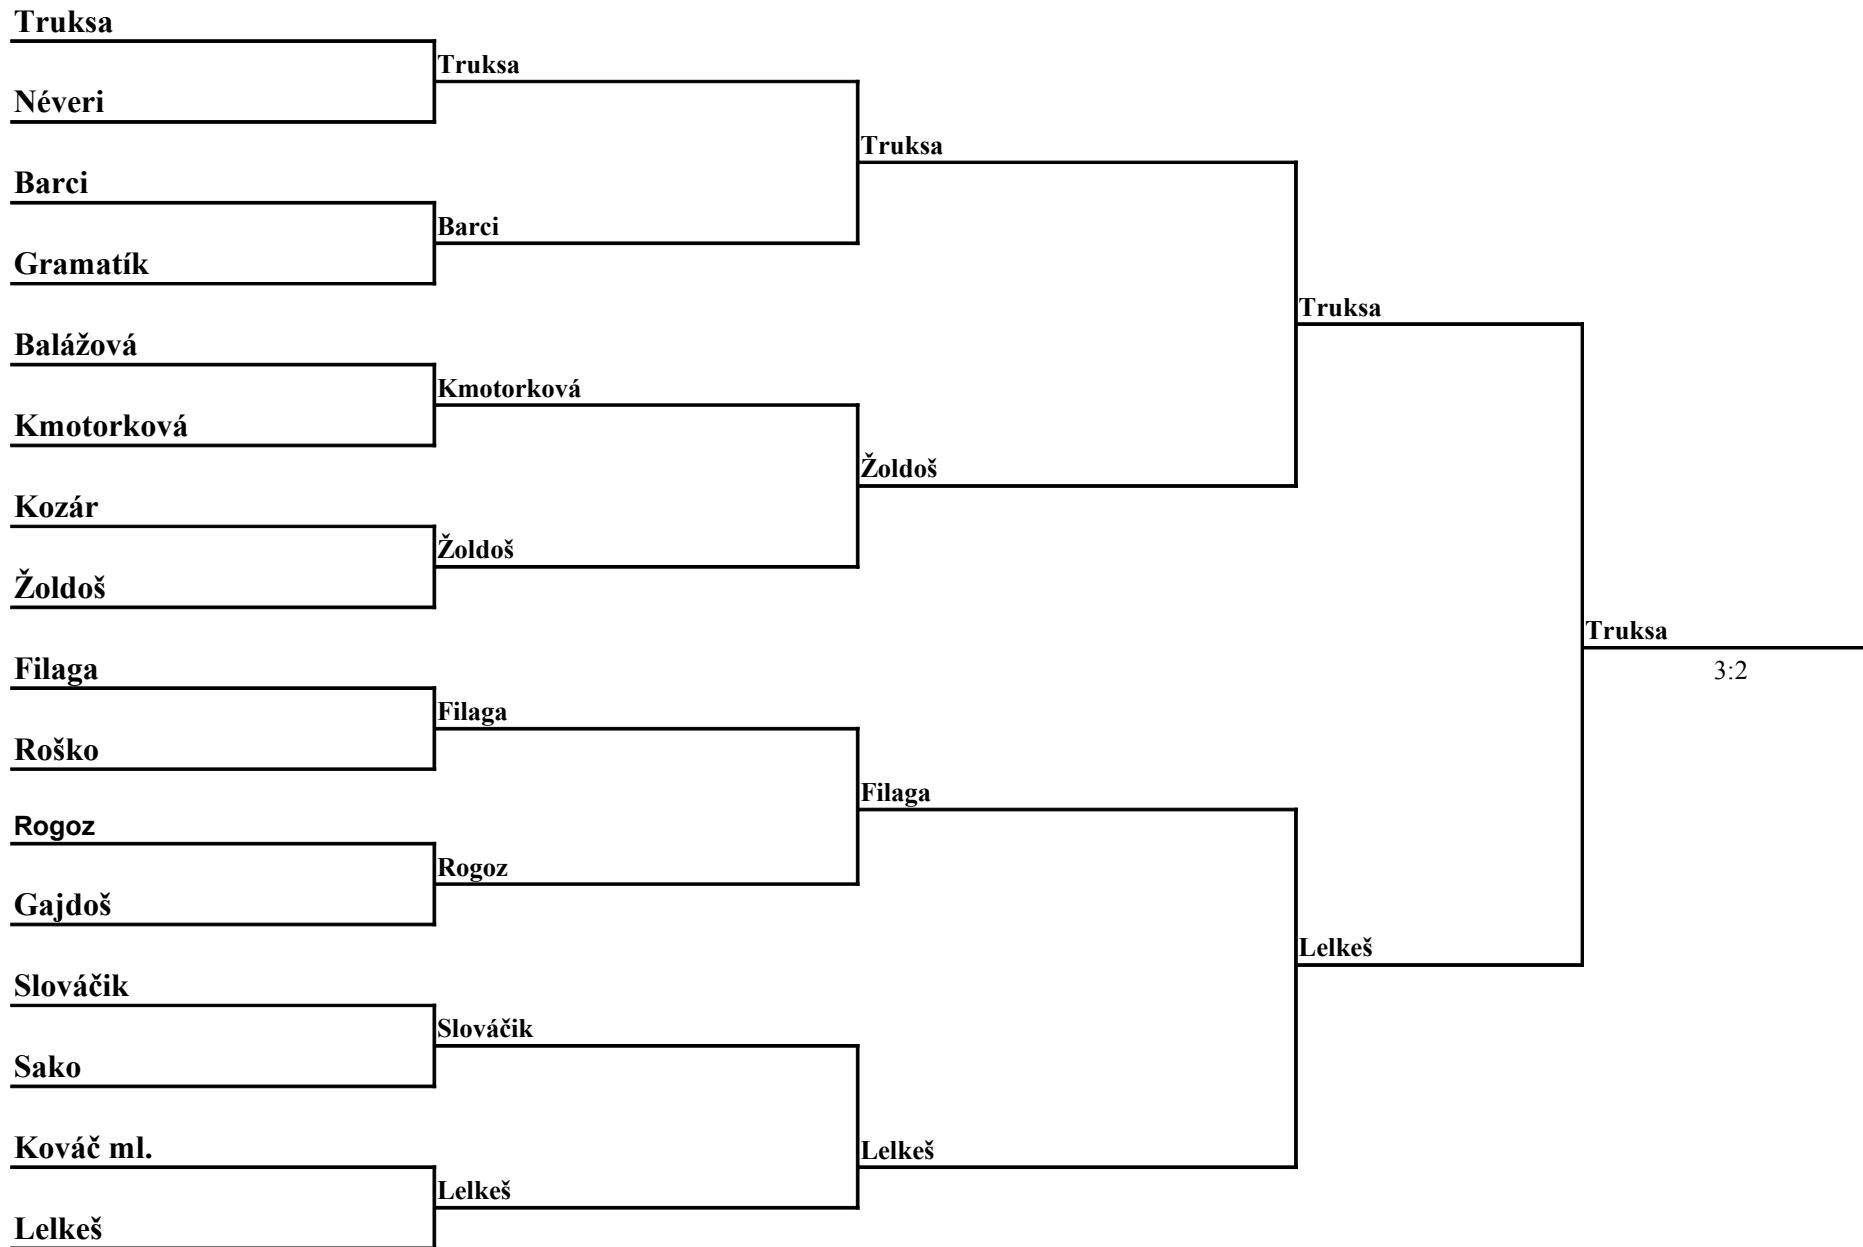 Truksa
Truksa
Néveri
Truksa
Barci
Barci
Gramatík
Truksa
Balážová
Kmotorková
Kmotorková
Žoldoš
Kozár
Žoldoš
Žoldoš
Truksa
Filaga
3:2
Filaga
Roško
Filaga
Rogoz
Rogoz
Gajdoš
Lelkeš
Slováčik
Slováčik
Sako
Kováč ml.
Lelkeš
Lelkeš
Lelkeš